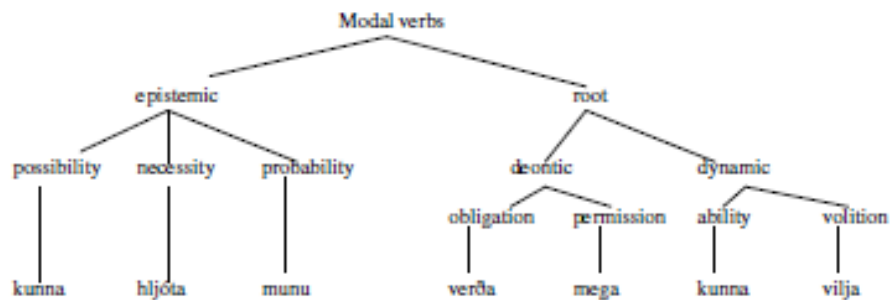 Modal verbs
epistemic root
possibility necessity probability deontic dynamic
obligation permission ability volition
kunna hljóta munu verða mega kunna vilja